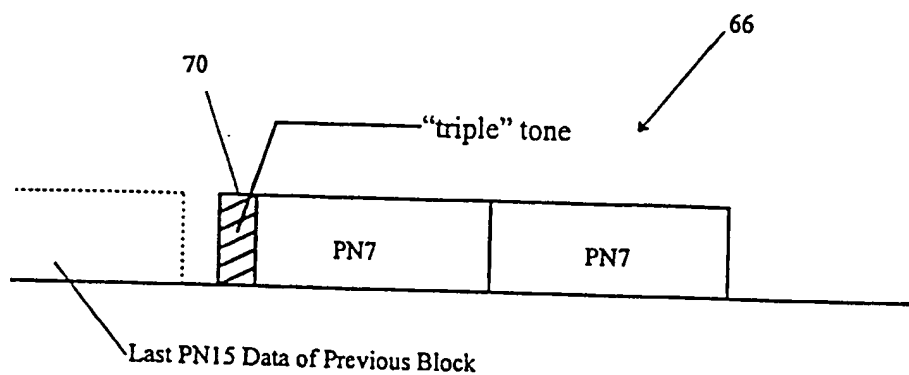 66
70
“triple” tone
PN7 PN7
Last PN15 Data of Previous Block